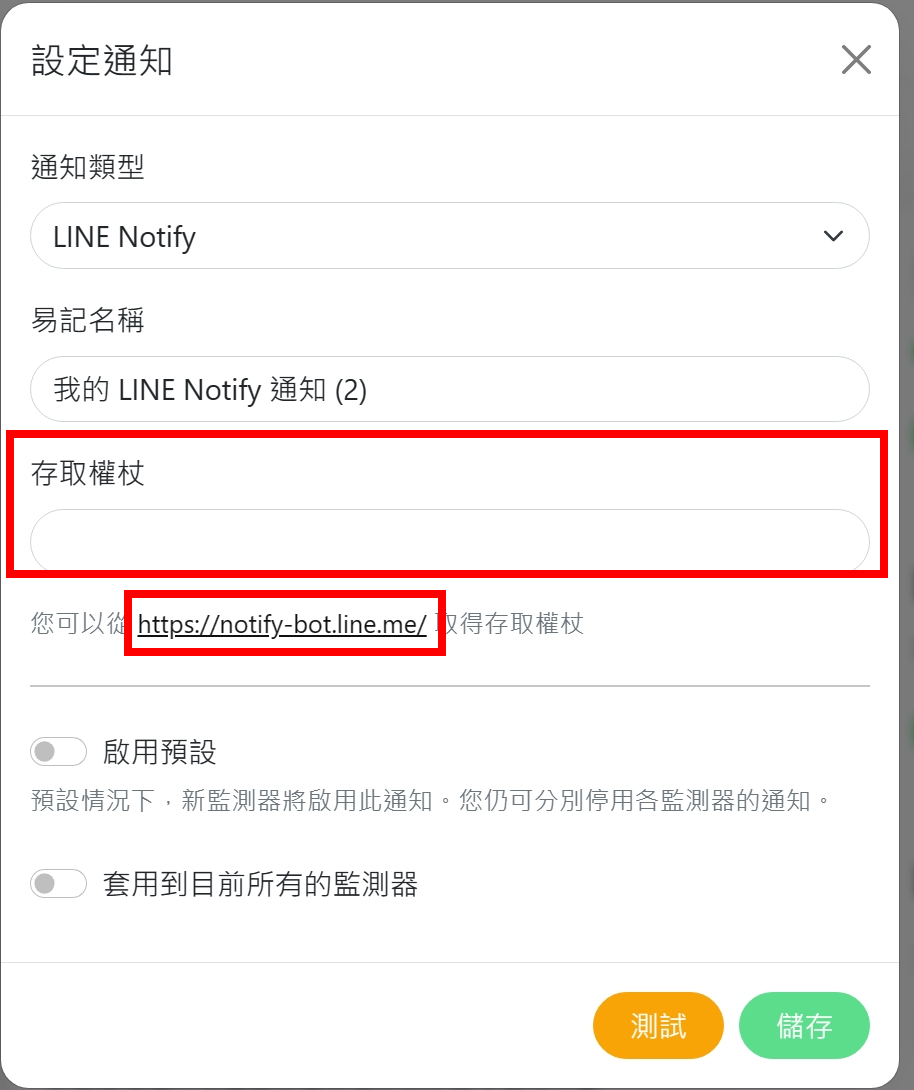 設定通知
通知類型
LINE Notify
易記名稱
我的 LINE Notify 通知 (2)
存取權杖
您可以從 https://notify-bot.line.me/ 取得存取權杖
啟用預設
預設情況下，新監測器將啟用此通知。您仍可分別停用各監測器的通知。
套用到目前所有的監測器
測試
儲存